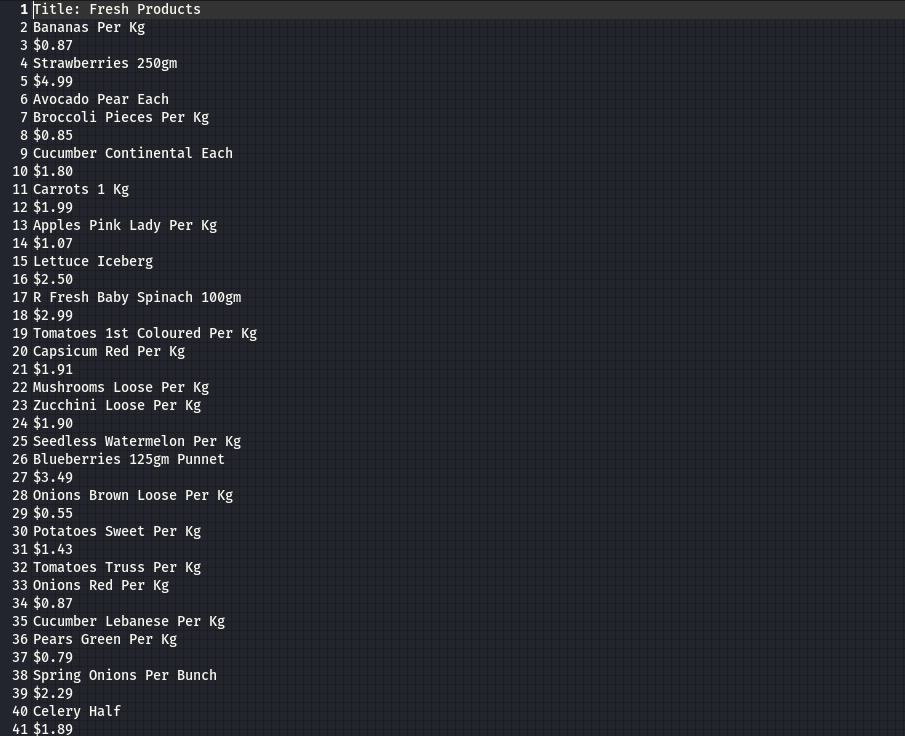 1 Title: Fresh Products
2 Bananas Per Kg
3 $0.87
4 Strawberries 250gm
5 $4.99
6 Avocado Pear Each
7 Broccoli Pieces Per Kg
8 $0.85
9 Cucumber Continental Each
10 $1.80
11 Carrots 1 Kg
12 $1.99
13 Apples Pink Lady Per Kg
14 $1.07
15 Lettuce Iceberg
16 $2.50
17 R Fresh Baby Spinach 100gm
18 $2.99
19 Tomatoes 1st Coloured Per Kg
20 Capsicum Red Per Kg
21 $1.91
22 Mushrooms Loose Per Kg
23 Zucchini Loose Per Kg
24 $1.90
25 Seedless Watermelon Per Kg
26 Blueberries 125gm Punnet
27 $3.49
28 Onions Brown Loose Per Kg
29 $0.55
30 Potatoes Sweet Per Kg
31 $1.43
32 Tomatoes Truss Per Kg
33 Onions Red Per Kg
34 $0.87
35 Cucumber Lebanese Per Kg
36 Pears Green Per Kg
37 $0.79
38 Spring Onions Per Bunch
39 $2.29
40 Celery Half
41 $1.89